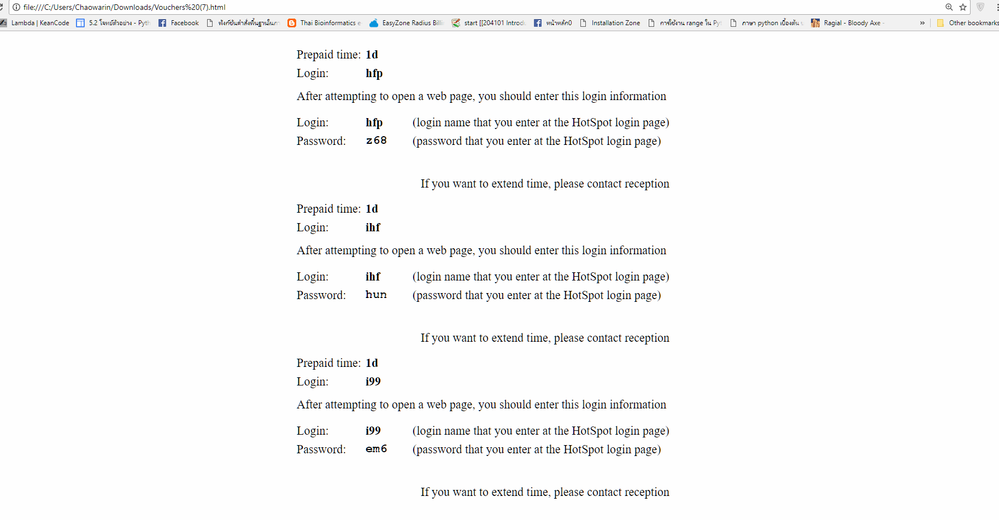 file:///C:/Users/Chaowarin/Downloads/Vouchers%20(7).html
Lambda | KeanCode 5.2 โจทย์ตัวอย่าง - Pyth Facebook ฟังก์ชันคำสั่งพื้นฐานในภา Thai Bioinformatics e EasyZone Radius Billi start [[204101 Introdu หน้าหลัก0 Installation Zone การใช้งาน range ใน Pyt ภาษา python เบื้องต้น Ragial - Bloody Axe - » Other bookmarks
Prepaid time: 1d
Login: hfp
After attempting to open a web page, you should enter this login information
Login: hfp (login name that you enter at the HotSpot login page)
Password: z68 (password that you enter at the HotSpot login page)
If you want to extend time, please contact reception
Prepaid time: 1d
Login: ihf
After attempting to open a web page, you should enter this login information
Login: ihf (login name that you enter at the HotSpot login page)
Password: hun (password that you enter at the HotSpot login page)
If you want to extend time, please contact reception
Prepaid time: 1d
Login: i99
After attempting to open a web page, you should enter this login information
Login: i99 (login name that you enter at the HotSpot login page)
Password: em6 (password that you enter at the HotSpot login page)
If you want to extend time, please contact reception